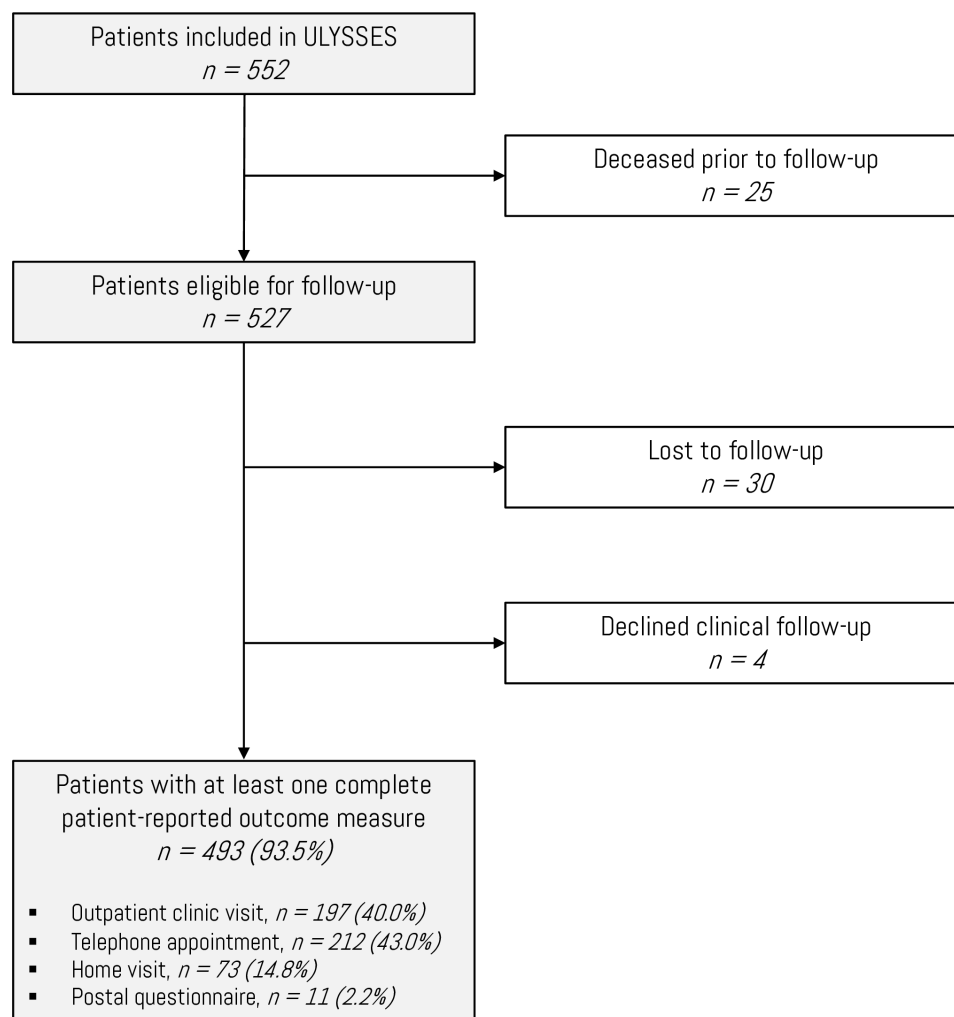 Patients included in ULYSSES
n = 552
Deceased prior to follow-up
n = 25
Patients eligible for follow-up
n = 527
Lost to follow-up
n = 30
Declined clinical follow-up
n = 4
Patients with at least one complete
patient-reported outcome measure
n = 493 (93.5%)
▪ Outpatient clinic visit, n = 197 (40.0%)
▪ Telephone appointment, n = 212 (43.0%)
▪ Home visit, n = 73 (14.8%)
▪ Postal questionnaire, n = 11 (2.2%)